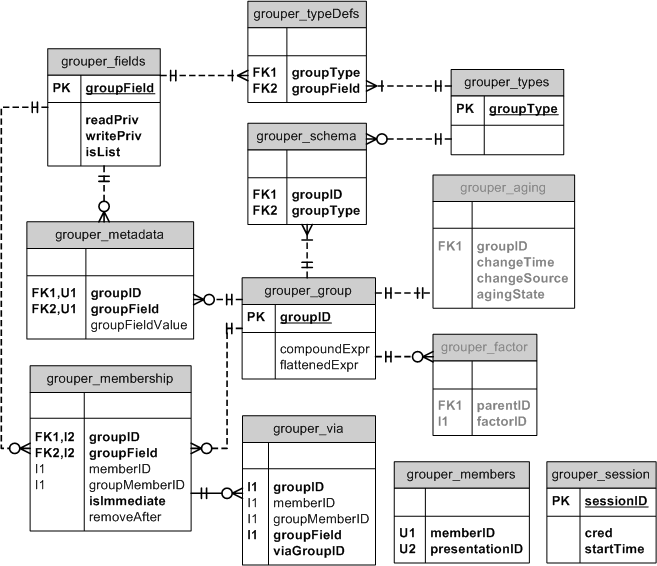 grouper_typeDefs
FK1 groupType
FK2 groupField
grouper_fields
PK groupField
readPriv
writePriv
isList
grouper_types
PK groupType
grouper_schema
FK1 groupID
FK2 groupType
grouper_aging
FK1 groupID
changeTime
changeSource
agingState
grouper_metadata
FK1,U1 groupID
FK2,U1 groupField
groupFieldValue
grouper_group
PK groupID
compoundExpr
flattenedExpr
grouper_factor
FK1 parentID
I1 factorID
grouper_membership
FK1,I2 groupID
FK2,I2 groupField
I1 memberID
I1 groupMemberID
isImmediate
removeAfter
grouper_via
I1 groupID
I1 memberID
I1 groupMemberID
I1 groupField
viaGroupID
grouper_members
U1 memberID
U2 presentationID
grouper_session
PK sessionID
cred
startTime